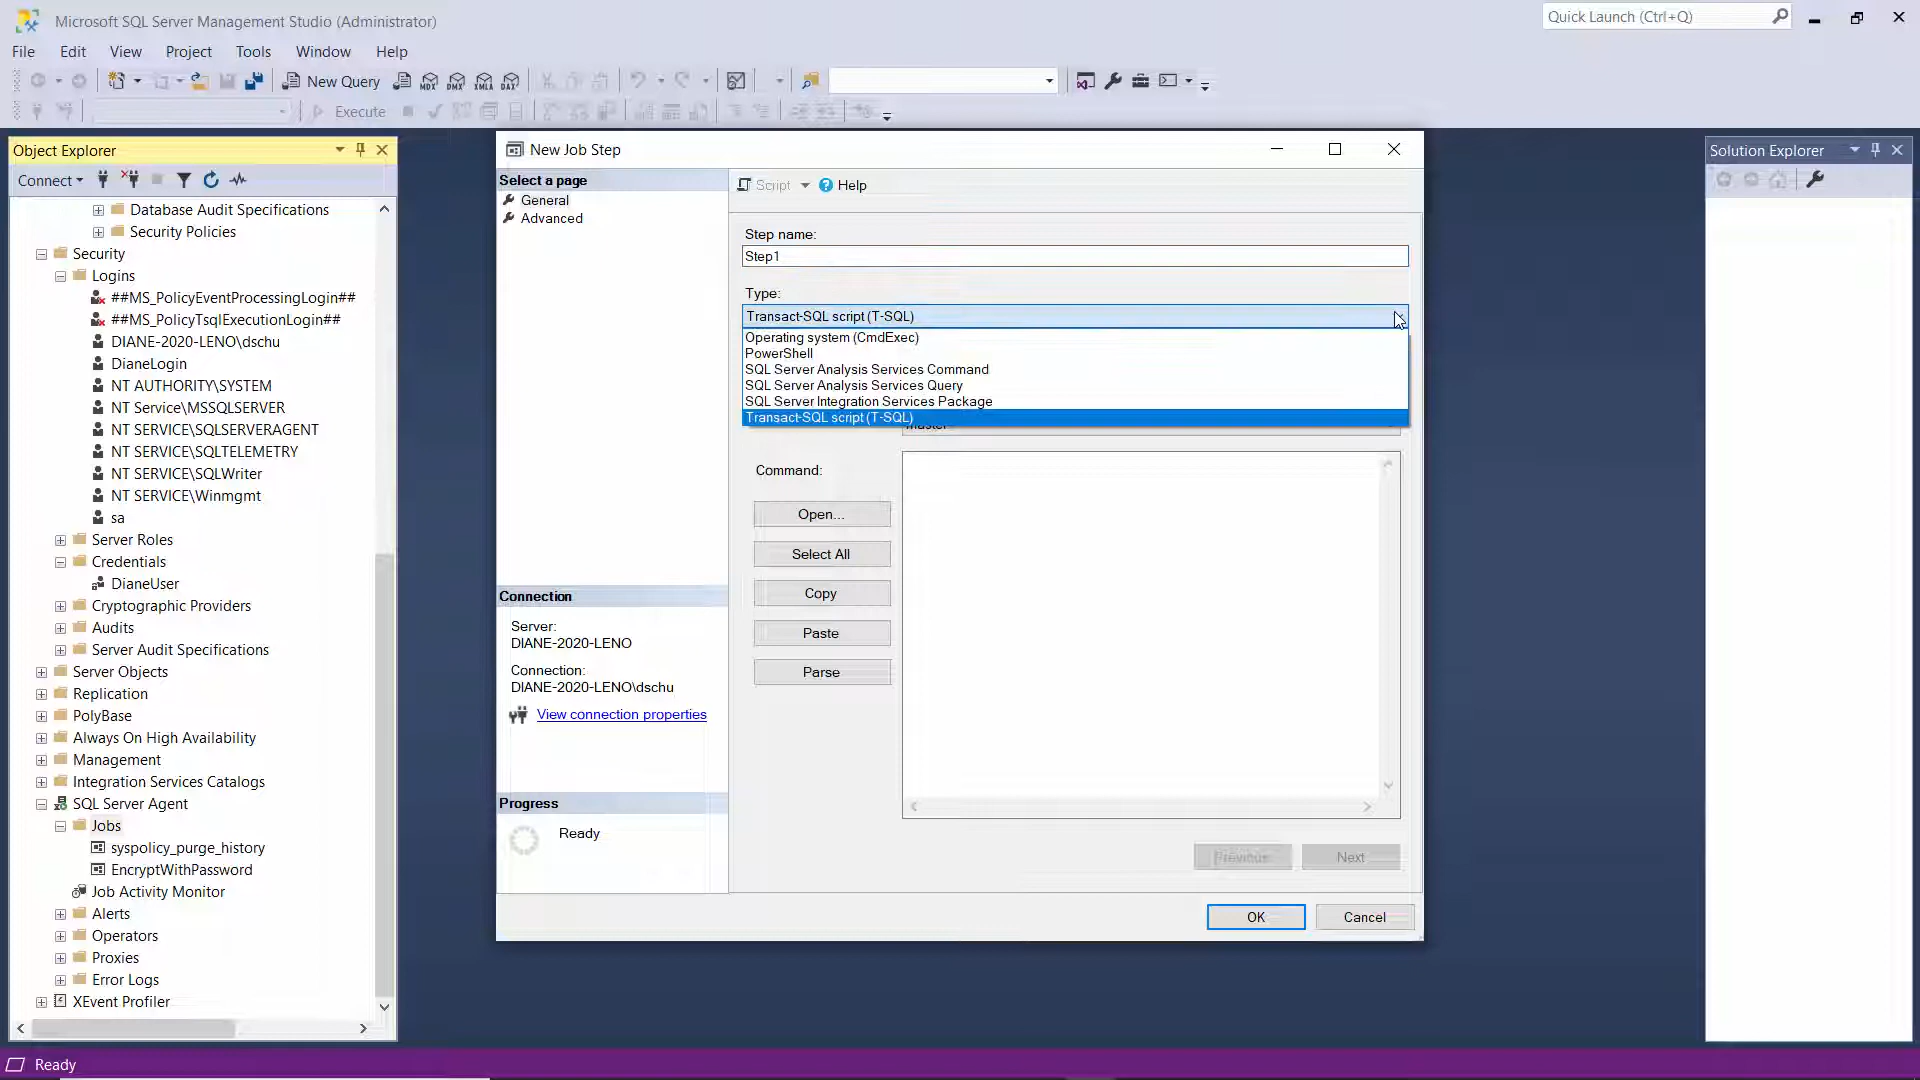 Microsoft SQL Server Management Studio (Administrator)
Quick Launch (Ctrl+Q)
File Edit View Project Tools Window Help
New Query MDX DMX XMLA DAX
Execute
Object Explorer
Connect
Database Audit Specifications
Security Policies
Security
Logins
##MS_PolicyEventProcessingLogin##
##MS_PolicyTsqlExecutionLogin##
DIANE-2020-LENO\dschu
DianeLogin
NT AUTHORITY\SYSTEM
NT Service\MSSQLSERVER
NT SERVICE\SQLSERVERAGENT
NT SERVICE\SQLTELEMETRY
NT SERVICE\SQLWriter
NT SERVICE\Winmgmt
sa
Server Roles
Credentials
DianeUser
Cryptographic Providers
Audits
Server Audit Specifications
Server Objects
Replication
PolyBase
Always On High Availability
Management
Integration Services Catalogs
SQL Server Agent
Jobs
syspolicy_purge_history
EncryptWithPassword
Job Activity Monitor
Alerts
Operators
Proxies
Error Logs
XEvent Profiler
New Job Step
Select a page
General
Advanced
Connection
Server:
DIANE-2020-LENO
Connection:
DIANE-2020-LENO\dschu
View connection properties
Progress
Ready
Script Help
Step name:
Step1
Type:
Transact-SQL script (T-SQL)
Operating system (CmdExec)
PowerShell
SQL Server Analysis Services Command
SQL Server Analysis Services Query
SQL Server Integration Services Package
Transact-SQL script (T-SQL)
master
Command:
Open...
Select All
Copy
Paste
Parse
Previous Next
OK Cancel
Solution Explorer
Ready